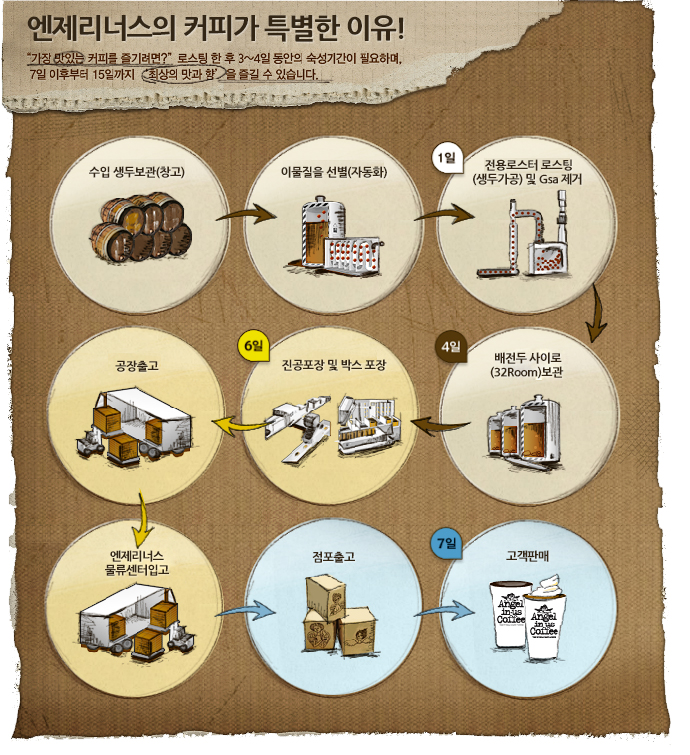 엔제리너스의 커피가 특별한 이유!
"가장 맛있는 커피를 즐기려면?" 로스팅 한 후 3~4일 동안의 숙성기간이 필요하며,
7일 이후부터 15일까지 최상의 맛과 향 을 즐길 수 있습니다.
수입 생두보관(창고)
이물질을 선별(자동화)
1일
전용로스터 로스팅
(생두가공) 및 Gsa 제거
공장출고
6일
진공포장 및 박스 포장
4일
배전두 사이로
(32Room)보관
엔제리너스
물류센터입고
점포출고
7일
고객판매
Angel
in us
Coffee
Angel
in us
Coffee